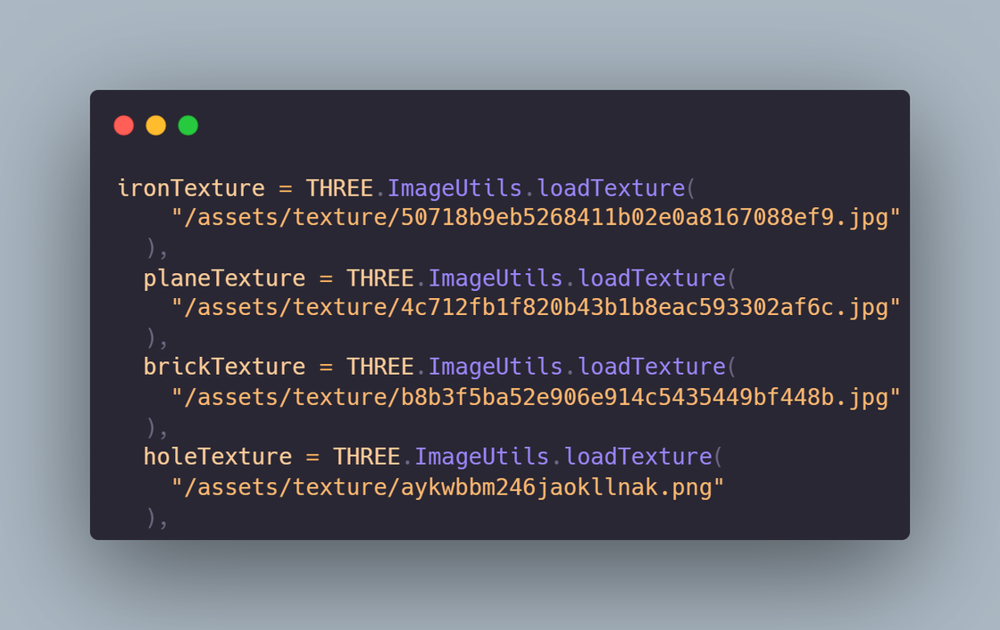 ironTexture = THREE.ImageUtils.loadTexture(
"/assets/texture/50718b9eb5268411b02e0a8167088ef9.jpg"
),
planeTexture = THREE.ImageUtils.loadTexture(
"/assets/texture/4c712fb1f820b43b1b8eac593302af6c.jpg"
),
brickTexture = THREE.ImageUtils.loadTexture(
"/assets/texture/b8b3f5ba52e906e914c5435449bf448b.jpg"
),
holeTexture = THREE.ImageUtils.loadTexture(
"/assets/texture/aykwbbm246jaokllnak.png"
),